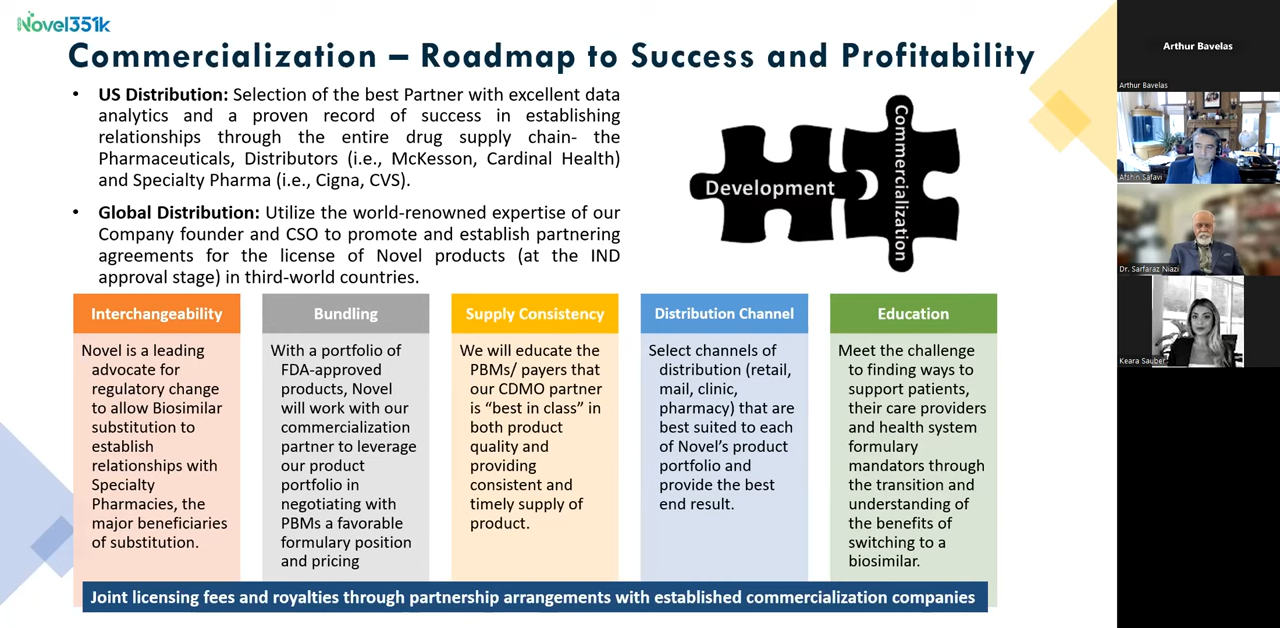 Novel351k
Commercialization – Roadmap to Success and Profitability
• US Distribution: Selection of the best Partner with excellent data
analytics and a proven record of success in establishing
relationships through the entire drug supply chain- the
Pharmaceuticals, Distributors (i.e., McKesson, Cardinal Health)
and Specialty Pharma (i.e., Cigna, CVS).
• Global Distribution: Utilize the world-renowned expertise of our
Company founder and CSO to promote and establish partnering
agreements for the license of Novel products (at the IND
approval stage) in third-world countries.
Development
Commercialization
Interchangeability
Novel is a leading
advocate for
regulatory change
to allow Biosimilar
substitution to
establish
relationships with
Specialty
Pharmacies, the
major beneficiaries
of substitution.
Bundling
With a portfolio of
FDA-approved
products, Novel
will work with our
commercialization
partner to leverage
our product
portfolio in
negotiating with
PBMs a favorable
formulary position
and pricing
Supply Consistency
We will educate the
PBMs/ payers that
our CDMO partner
is “best in class” in
both product
quality and
providing
consistent and
timely supply of
product.
Distribution Channel
Select channels of
distribution (retail,
mail, clinic,
pharmacy) that are
best suited to each
of Novel’s product
portfolio and
provide the best
end result.
Education
Meet the challenge
to finding ways to
support patients,
their care providers
and health system
formulary
mandators through
the transition and
understanding of
the benefits of
switching to a
biosimilar.
Joint licensing fees and royalties through partnership arrangements with established commercialization companies
Arthur Bavelas
Arthur Bavelas
Afshin Safavi
Dr. Sarfaraz Niazi
Keara Sauber